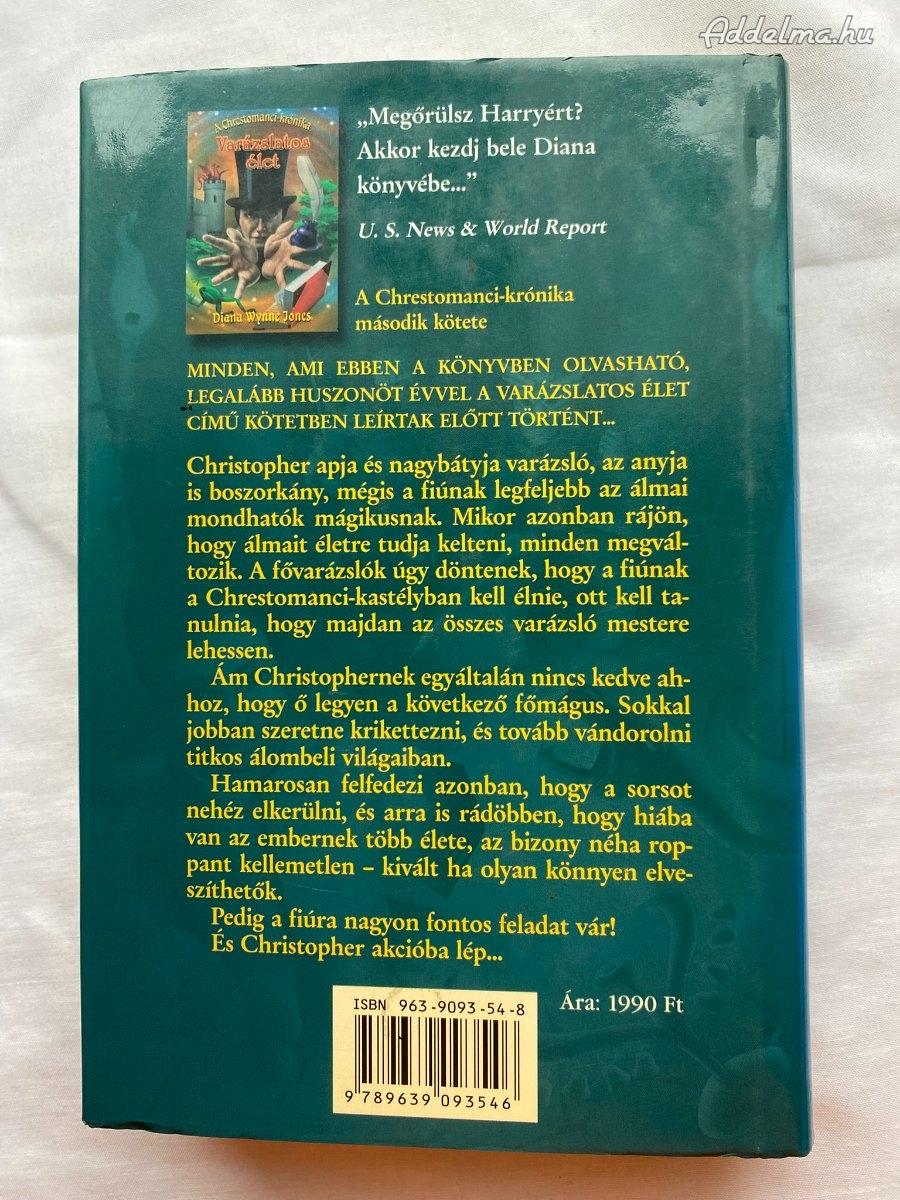 Addelma.hu
A Chrestomanci-krónika
Varázslatos
élet
Diana Wynne Jones
„Megőrülsz Harryért?
Akkor kezdj bele Diana
könyvébe...”
U. S. News & World Report
A Chrestomanci-krónika
második kötete
MINDEN, AMI EBBEN A KÖNYVBEN OLVASHATÓ,
LEGALÁBB HUSZONÖT ÉVVEL A VARÁZSLATOS ÉLET
CÍMŰ KÖTETBEN LEÍRTAK ELŐTT TÖRTÉNT...
Christopher apja és nagybátyja varázsló, az anyja
is boszorkány, mégis a fiúnak legfeljebb az álmai
mondhatók mágikusnak. Mikor azonban rájön,
hogy álmait életre tudja kelteni, minden megvál-
tozik. A fővarázslók úgy döntenek, hogy a fiúnak
a Chrestomanci-kastélyban kell élnie, ott kell ta-
nulnia, hogy majdan az összes varázsló mestere
lehessen.
Ám Christophernek egyáltalán nincs kedve ah-
hoz, hogy ő legyen a következő főmágus. Sokkal
jobban szeretne krikettezni, és tovább vándorolni
titkos álombeli világaiban.
Hamarosan felfedezi azonban, hogy a sorsot
nehéz elkerülni, és arra is rádöbben, hogy hiába
van az embernek több élete, az bizony néha rop-
pant kellemetlen – kivált ha olyan könnyen elve-
szíthetők.
Pedig a fiúra nagyon fontos feladat vár!
És Christopher akcióba lép...
ISBN 963-9093-54-8
Ára: 1990 Ft
9 789639 093546